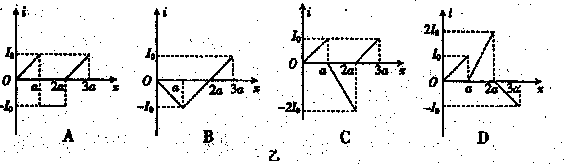 i i i i
I₀ I₀ I₀ 2I₀
I₀
O a 2a 3a x
O a 2a 3a x
O a 2a 3a x
O a 2a 3a x
-I₀ -I₀ -2I₀ -I₀
A B C D
乙